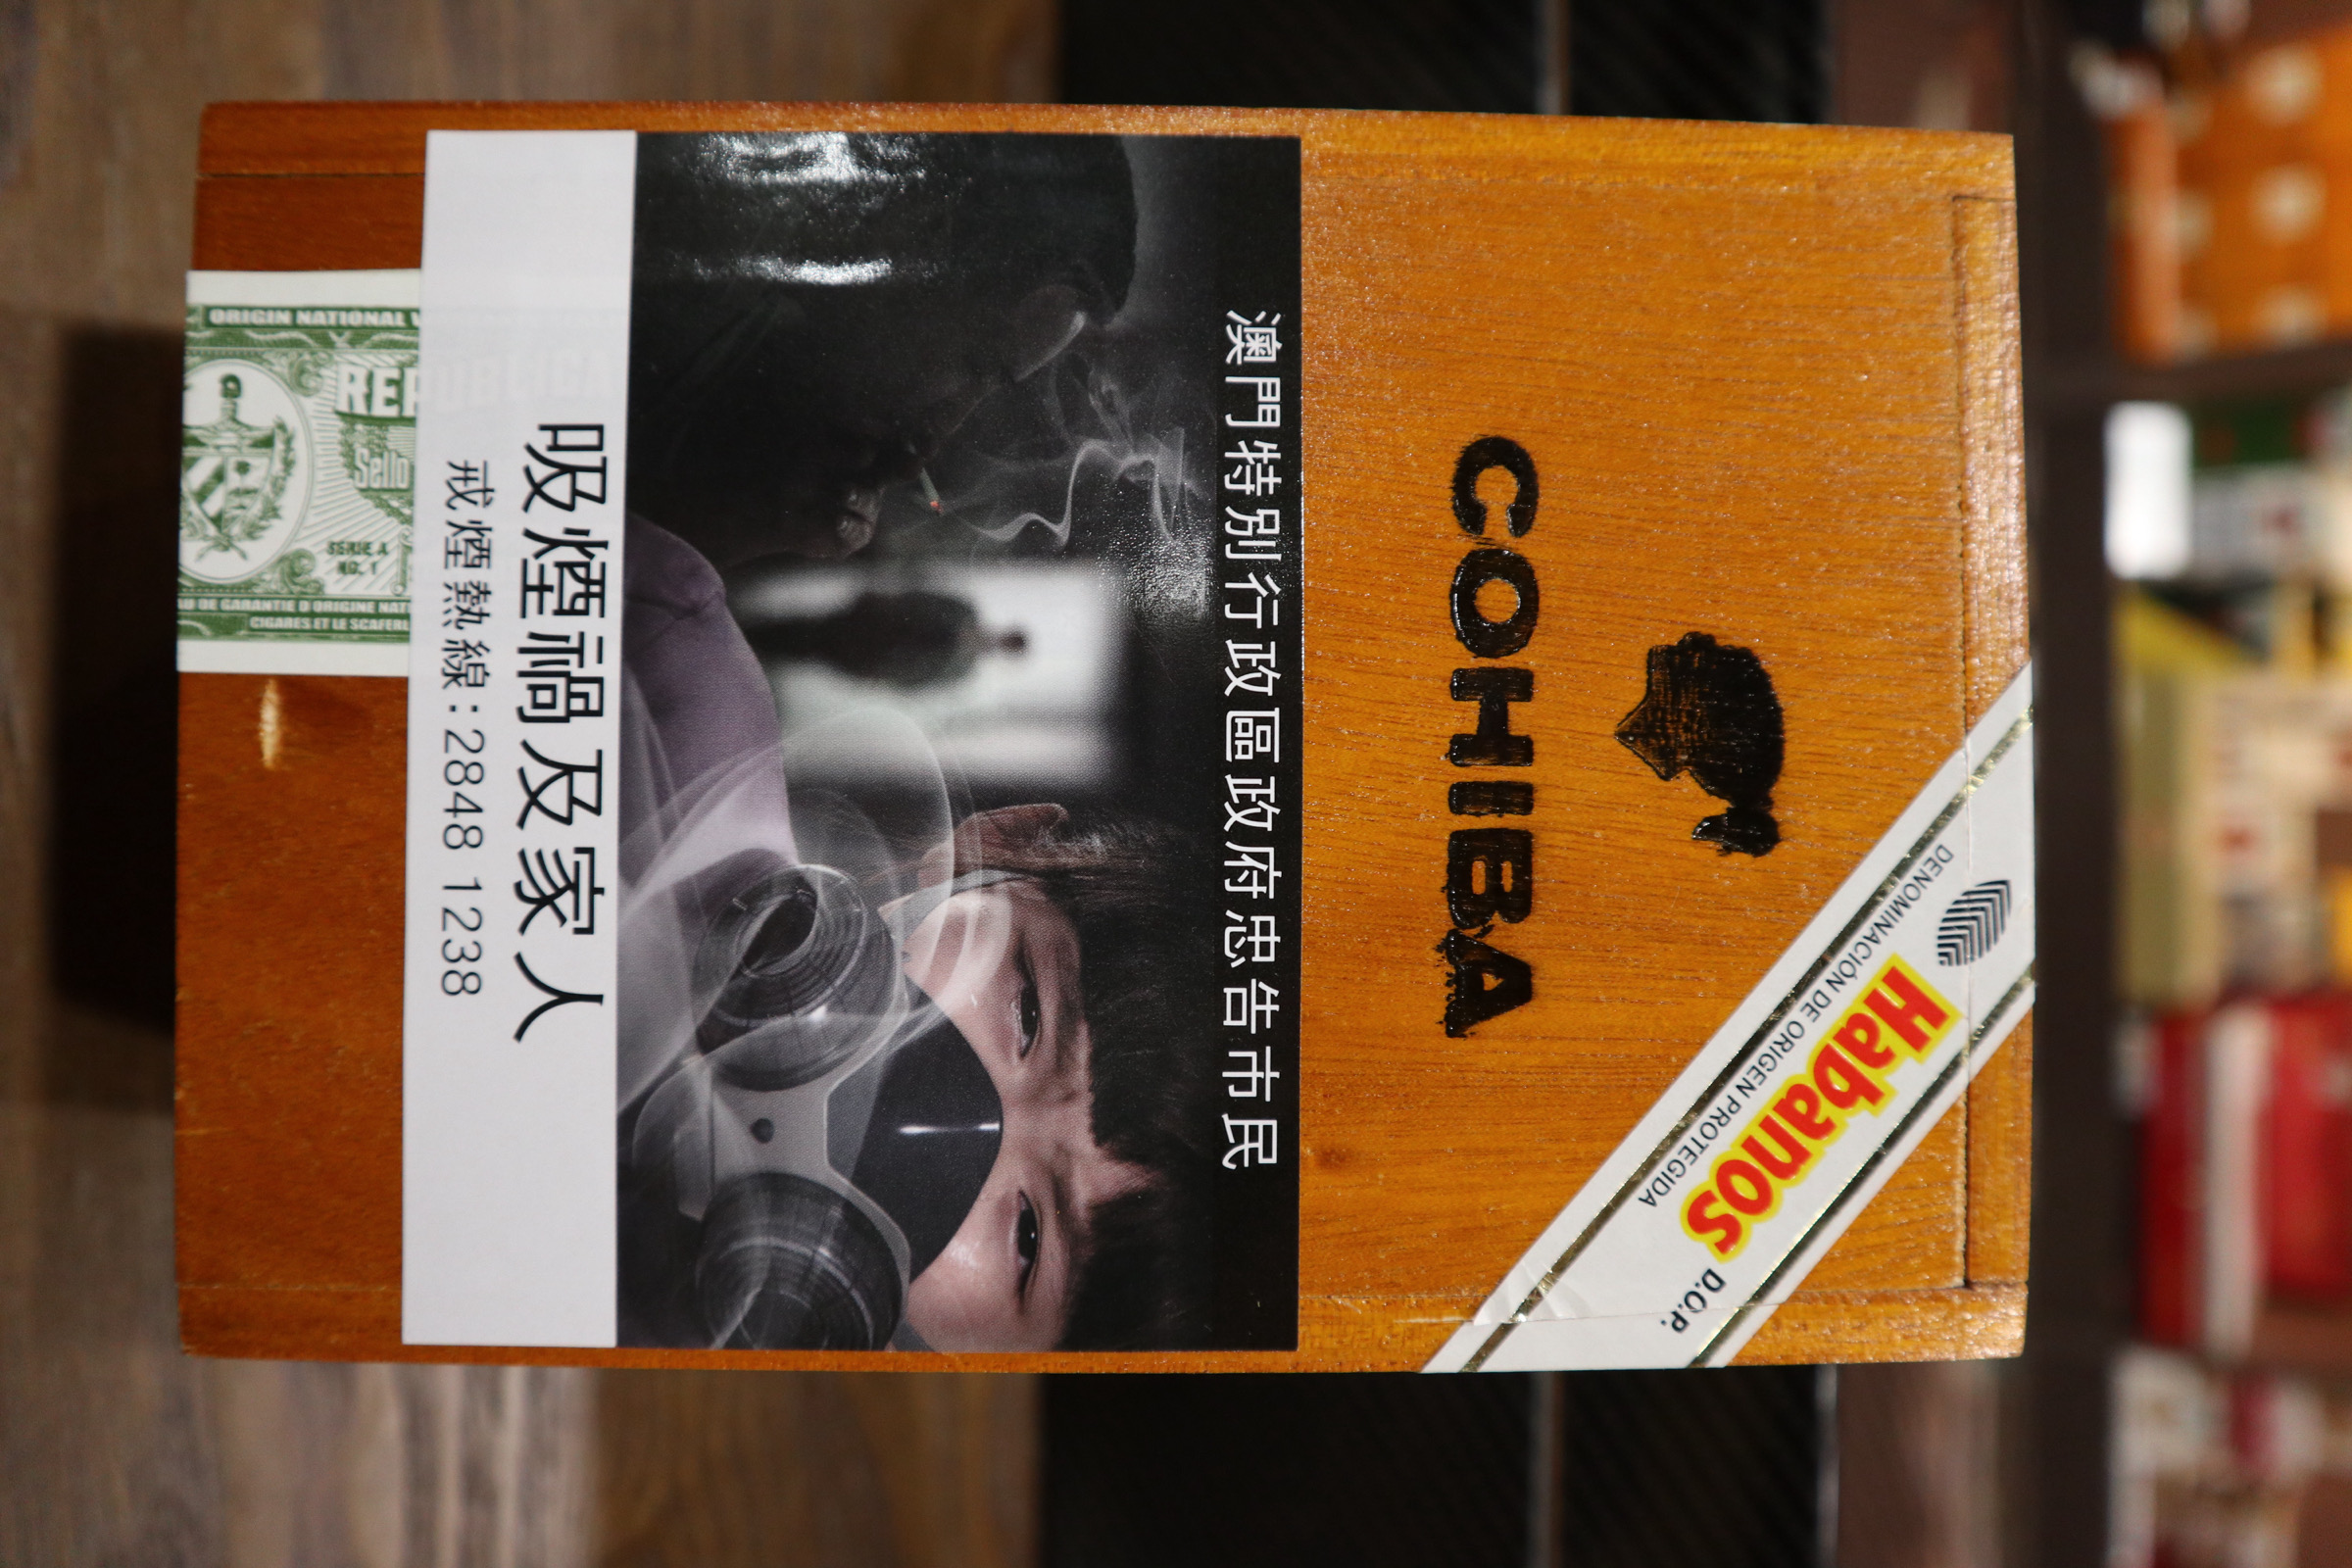 DENOMINACIÓN DE ORIGEN PROTEGIDA
Habanos D.O.P.
COHIBA
澳門特別行政區政府忠告市民
吸煙禍及家人
戒煙熱線:2848 1238
ORIGIN NATIONAL
REPUBLICA
Sello
SERIE A
NO. 1
DE GARANTIE D'ORIGINE
CIGARES ET LE SCAFERL